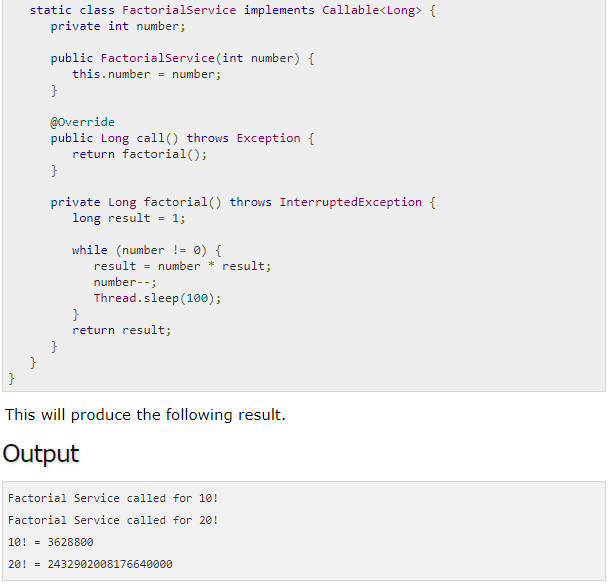 static class FactorialService implements Callable<Long> {
private int number;
public FactorialService(int number) {
this.number = number;
}
@Override
public Long call() throws Exception {
return factorial();
}
private Long factorial() throws InterruptedException {
long result = 1;
while (number != 0) {
result = number * result;
number--;
Thread.sleep(100);
}
return result;
}
}
}
This will produce the following result.
Output
Factorial Service called for 10!
Factorial Service called for 20!
10! = 3628800
20! = 2432902008176640000